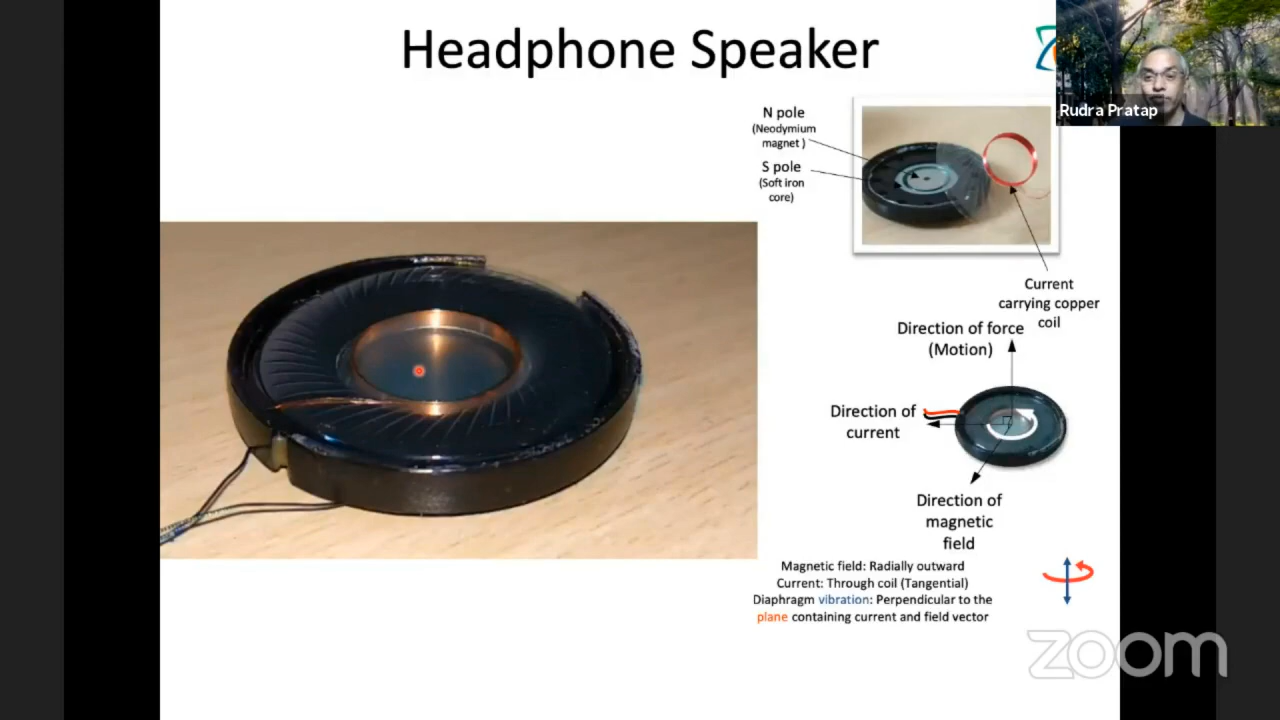 Headphone Speaker
Rudra Pratap
N pole
(Neodymium
magnet )
S pole
(Soft iron
core)
Current
carrying copper
coil
Direction of force
(Motion)
Direction of
current
Direction of
magnetic
field
Magnetic field: Radially outward
Current: Through coil (Tangential)
Diaphragm vibration: Perpendicular to the
plane containing current and field vector
zoom